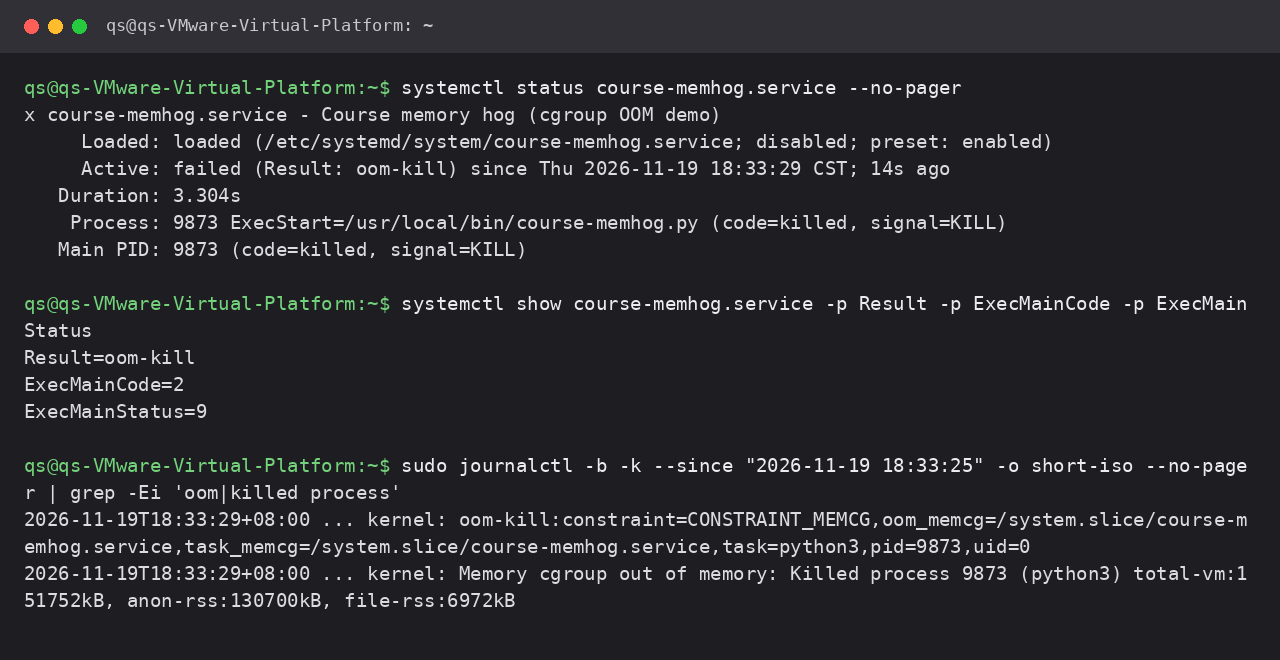 qs@qs-VMware-Virtual-Platform: ~
qs@qs-VMware-Virtual-Platform:~$ systemctl status course-memhog.service --no-pager
x course-memhog.service - Course memory hog (cgroup OOM demo)
     Loaded: loaded (/etc/systemd/system/course-memhog.service; disabled; preset: enabled)
     Active: failed (Result: oom-kill) since Thu 2026-11-19 18:33:29 CST; 14s ago
   Duration: 3.304s
    Process: 9873 ExecStart=/usr/local/bin/course-memhog.py (code=killed, signal=KILL)
   Main PID: 9873 (code=killed, signal=KILL)
qs@qs-VMware-Virtual-Platform:~$ systemctl show course-memhog.service -p Result -p ExecMainCode -p ExecMain
Status
Result=oom-kill
ExecMainCode=2
ExecMainStatus=9
qs@qs-VMware-Virtual-Platform:~$ sudo journalctl -b -k --since "2026-11-19 18:33:25" -o short-iso --no-page
r | grep -Ei 'oom|killed process'
2026-11-19T18:33:29+08:00 ... kernel: oom-kill:constraint=CONSTRAINT_MEMCG,oom_memcg=/system.slice/course-m
emhog.service,task_memcg=/system.slice/course-memhog.service,task=python3,pid=9873,uid=0
2026-11-19T18:33:29+08:00 ... kernel: Memory cgroup out of memory: Killed process 9873 (python3) total-vm:1
51752kB, anon-rss:130700kB, file-rss:6972kB